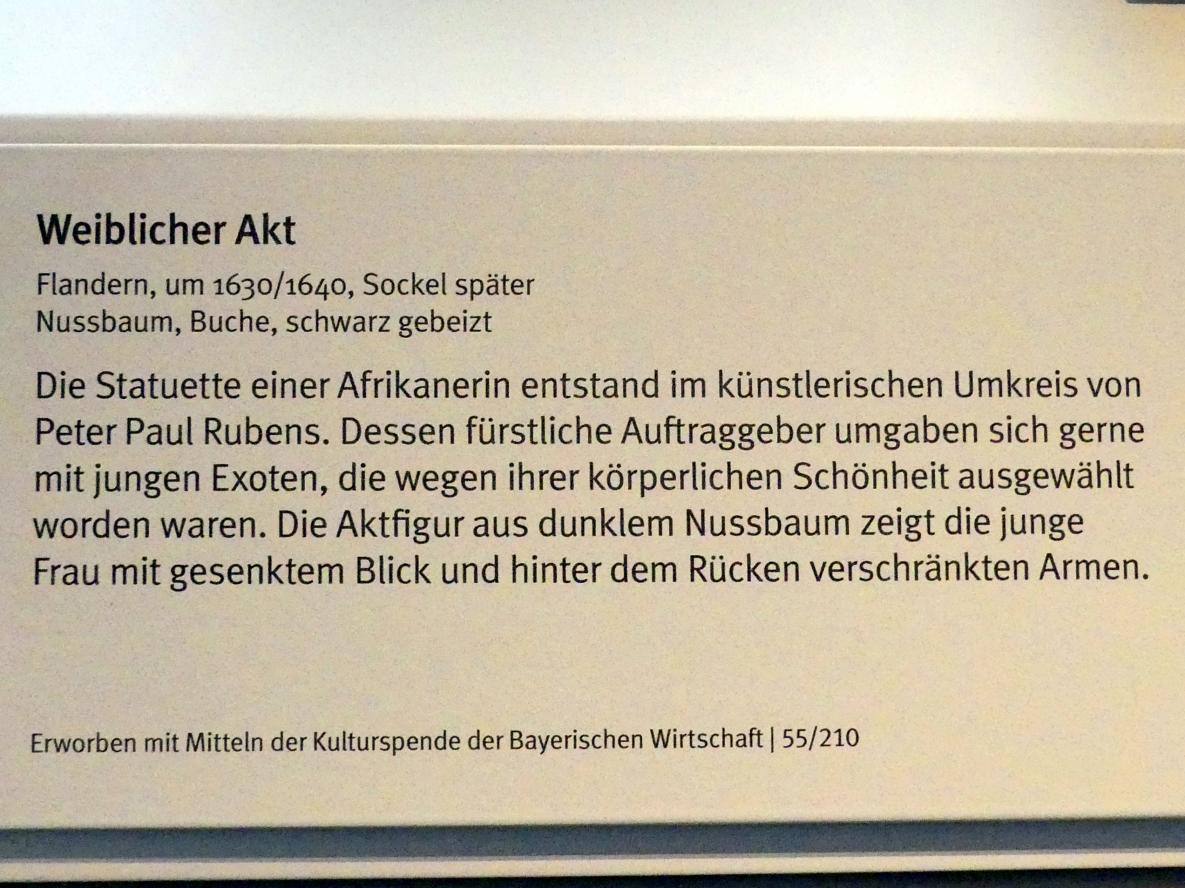 Weiblicher Akt
Flandern, um 1630/1640, Sockel später
Nussbaum, Buche, schwarz gebeizt
Die Statuette einer Afrikanerin entstand im künstlerischen Umkreis von
Peter Paul Rubens. Dessen fürstliche Auftraggeber umgaben sich gerne
mit jungen Exoten, die wegen ihrer körperlichen Schönheit ausgewählt
worden waren. Die Aktfigur aus dunklem Nussbaum zeigt die junge
Frau mit gesenktem Blick und hinter dem Rücken verschränkten Armen.
Erworben mit Mitteln der Kulturspende der Bayerischen Wirtschaft | 55/210